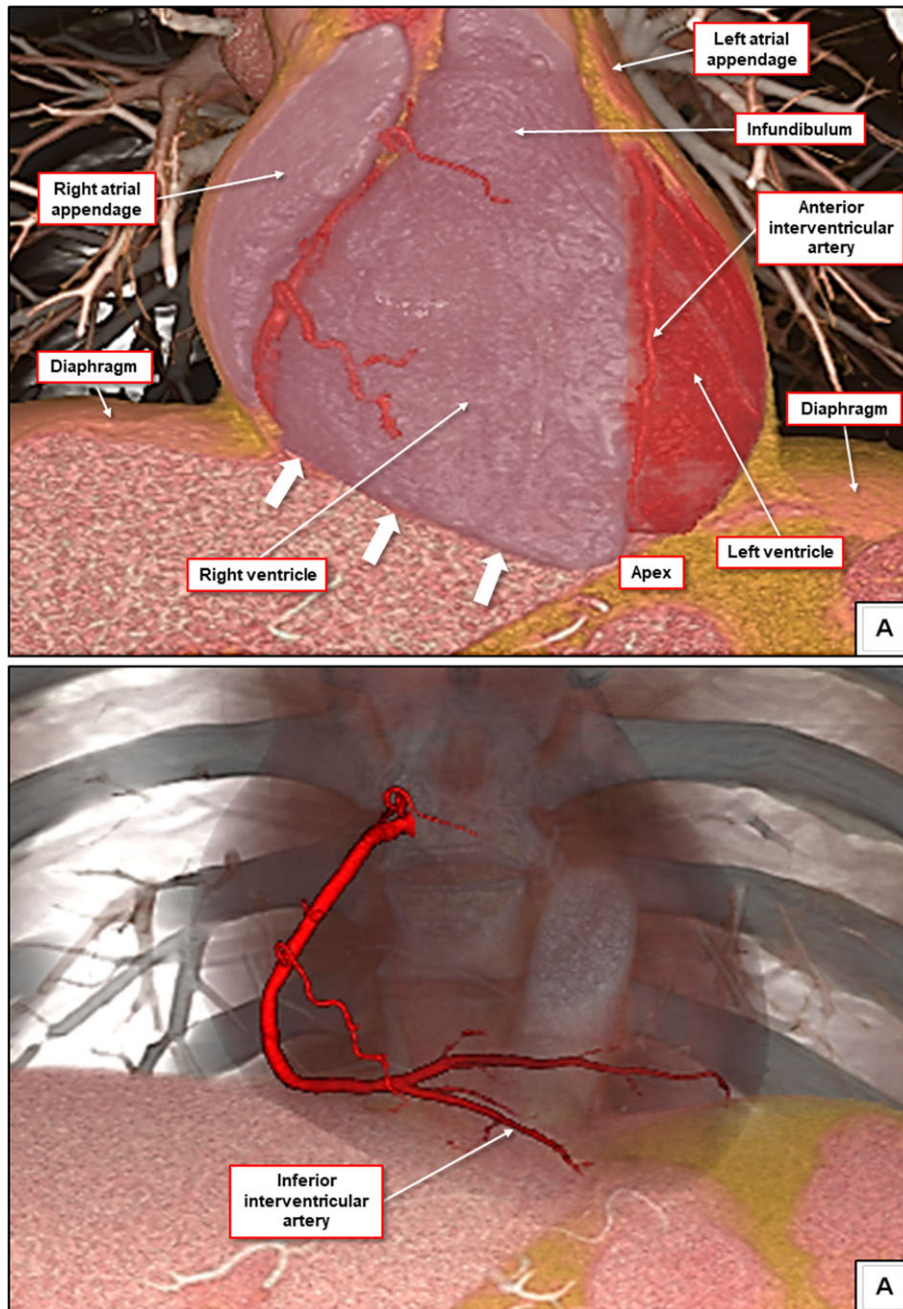 Left atrial
appendage
Infundibulum
Right atrial
appendage
Anterior
interventricular
artery
Diaphragm
Diaphragm
Right ventricle
Left ventricle
Apex
A
Inferior
interventricular
artery
A